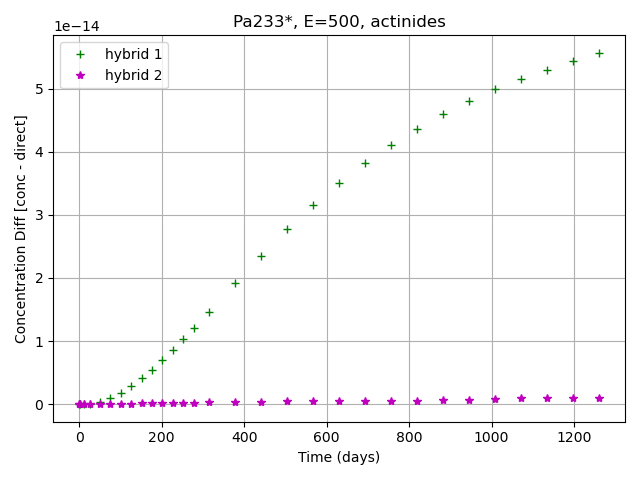 Pa233*, E=500, actinides
1e−14
hybrid 1
hybrid 2
5
4
3
2
1
0
Concentration Diff [conc - direct]
0 200 400 600 800 1000 1200
Time (days)